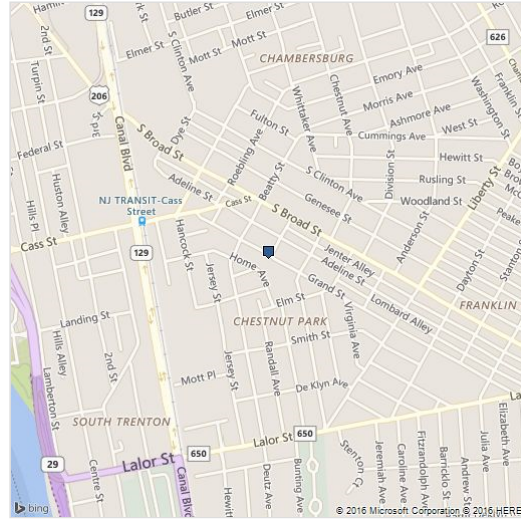 129
Butler St
Elmer St
2nd St
Elmer St
Mott St
S Clinton Ave
626
CHAMBERSBURG
Turpin St
206
Canal Blvd
3rd St
Emory Ave
Morris Ave
Chestnut Ave
Whittaker Ave
Ashmore Ave
Washington St
Franklin St
Fulton St
Dye St
S Broad St
Cummings Ave
West St
Federal St
Roebling Ave
Hewitt St
Beatty St
S Clinton Ave
Division St
Rusling St
Liberty St
Huston Alley
Hills Pl
Adeline St
Genesee St
Woodland St
NJ TRANSIT-Cass
Street
Cass St
S Broad St
Cass St
129
Hancock St
Jersey St
Home Ave
Jenter Alley
Adeline St
Anderson St
Dayton St
Grand St
Lombard Alley
Elm St
Virginia Ave
FRANKLIN
Landing St
CHESTNUT PARK
Smith St
Hills Alley
Lamberton St
2nd St
Jersey St
Randall Ave
Mott Pl
De Klyn Ave
SOUTH TRENTON
650
Lalor St
650
Lalor St
29
Centre St
Canal Blvd
Deutz Ave
Bunting Ave
Jeremiah Ave
Caroline Ave
Fitzrandolph Ave
Barricklo St
Andrew St
Julia Ave
Elizabeth Ave
bing
© 2016 Microsoft Corporation © 2016 HERE